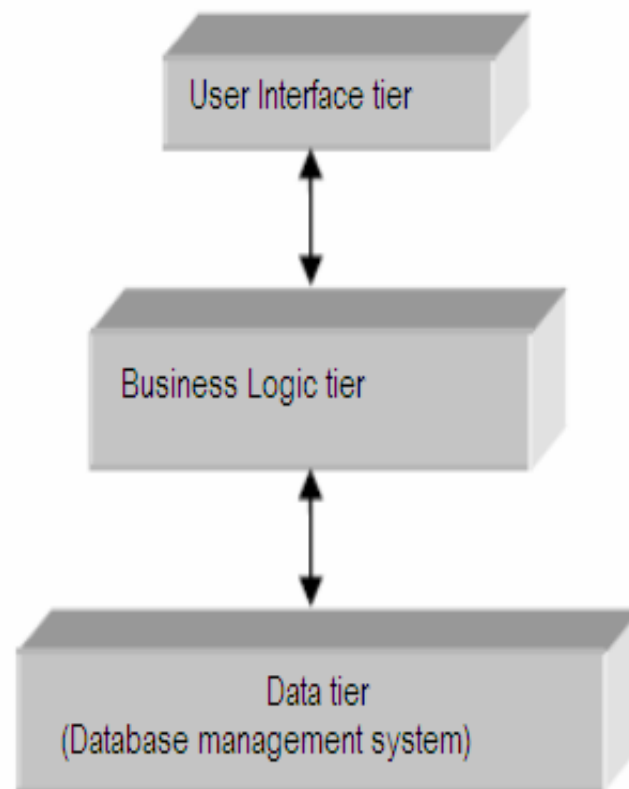 User Interface tier
Business Logic tier
Data tier
(Database management system)